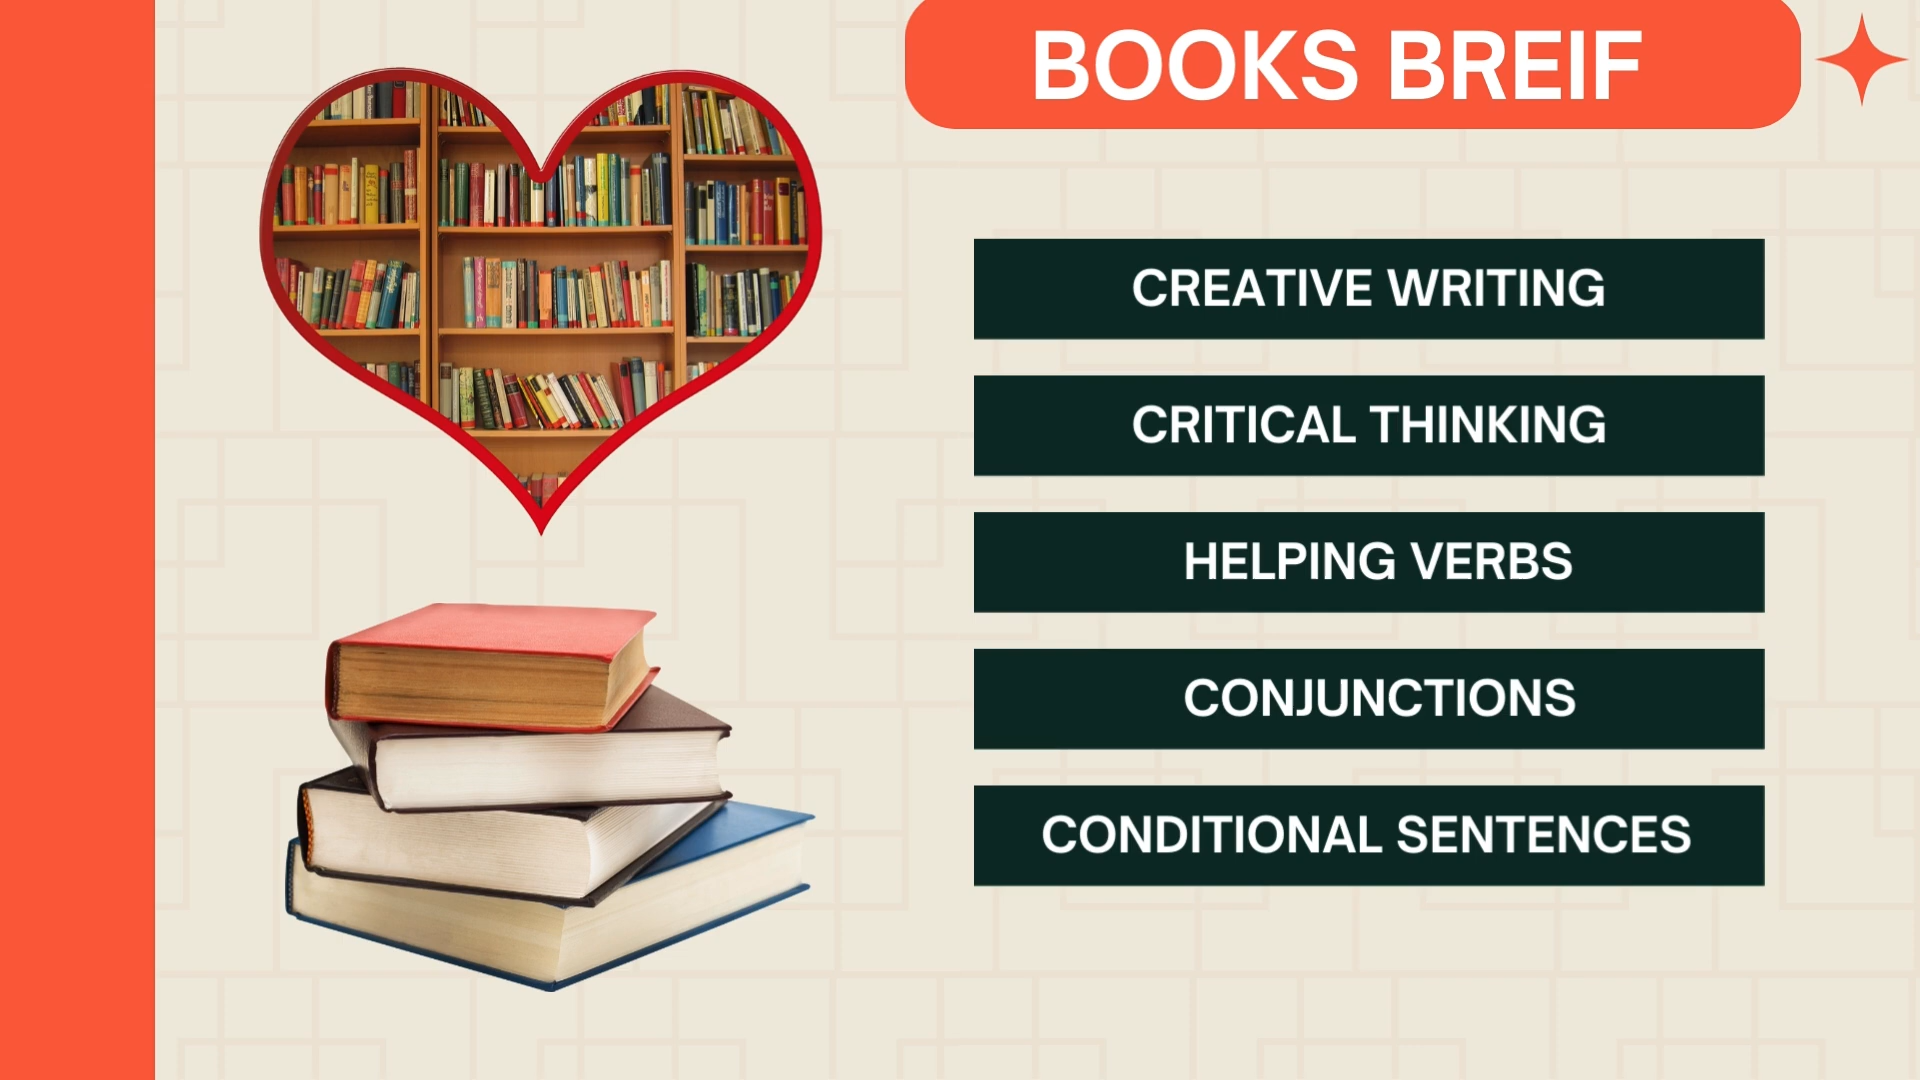 BOOKS BREIF
CREATIVE WRITING
CRITICAL THINKING
HELPING VERBS
CONJUNCTIONS
CONDITIONAL SENTENCES